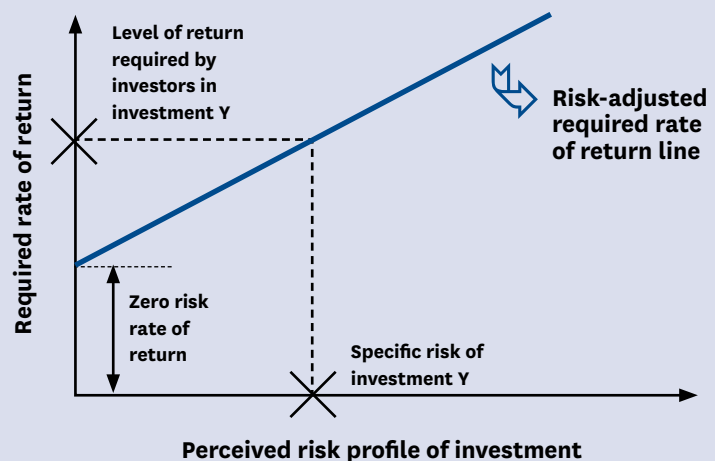 Level of return
required by
investors in
investment Y
Required rate of return
Risk-adjusted
required rate
of return line
Zero risk
rate of
return
Specific risk of
investment Y
Perceived risk profile of investment